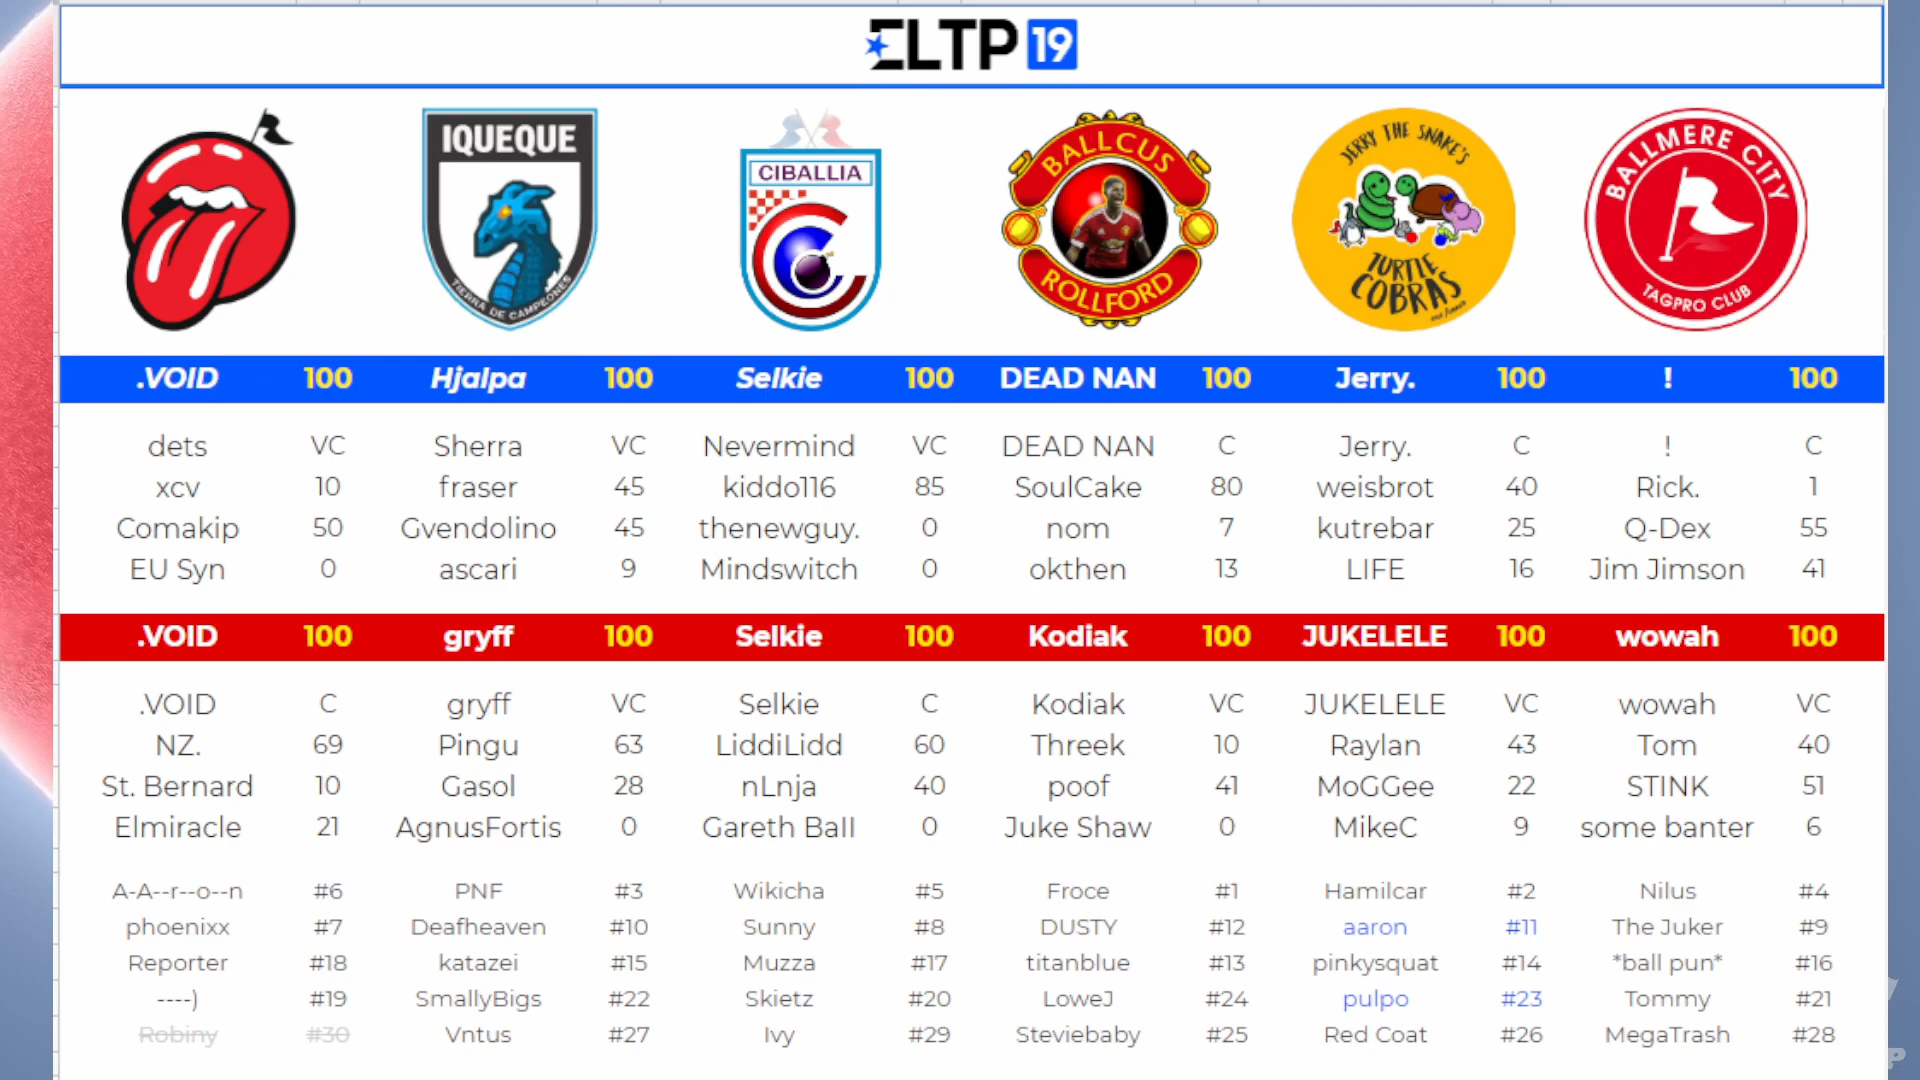 ELTP 19
IQUEQUE
TIERRA DE CAMPEONES
CIBALLIA
BALLCUS
ROLLFORD
JERRY THE SNAKE'S
TURTLE
COBRAS
BALLMERE CITY
TAGPRO CLUB
.VOID 100 Hjalpa 100 Selkie 100 DEAD NAN 100 Jerry. 100 ! 100
dets VC Sherra VC Nevermind VC DEAD NAN C Jerry. C ! C
xcv 10 fraser 45 kiddo116 85 SoulCake 80 weisbrot 40 Rick. 1
Comakip 50 Gvendolino 45 thenewguy. 0 nom 7 kutrebar 25 Q-Dex 55
EU Syn 0 ascari 9 Mindswitch 0 okthen 13 LIFE 16 Jim Jimson 41
.VOID 100 gryff 100 Selkie 100 Kodiak 100 JUKELELE 100 wowah 100
.VOID C gryff VC Selkie C Kodiak VC JUKELELE VC wowah VC
NZ. 69 Pingu 63 LiddiLidd 60 Threek 10 Raylan 43 Tom 40
St. Bernard 10 Gasol 28 nLnja 40 poof 41 MoGGee 22 STINK 51
Elmiracle 21 AgnusFortis 0 Gareth Ball 0 Juke Shaw 0 MikeC 9 some banter 6
A-A--r--o--n #6 PNF #3 Wikicha #5 Froce #1 Hamilcar #2 Nilus #4
phoenixx #7 Deafheaven #10 Sunny #8 DUSTY #12 aaron #11 The Juker #9
Reporter #18 katazei #15 Muzza #17 titanblue #13 pinkysquat #14 *ball pun* #16
----) #19 SmallyBigs #22 Skietz #20 LoweJ #24 pulpo #23 Tommy #21
Robiny #30 Vntus #27 Ivy #29 Steviebaby #25 Red Coat #26 MegaTrash #28